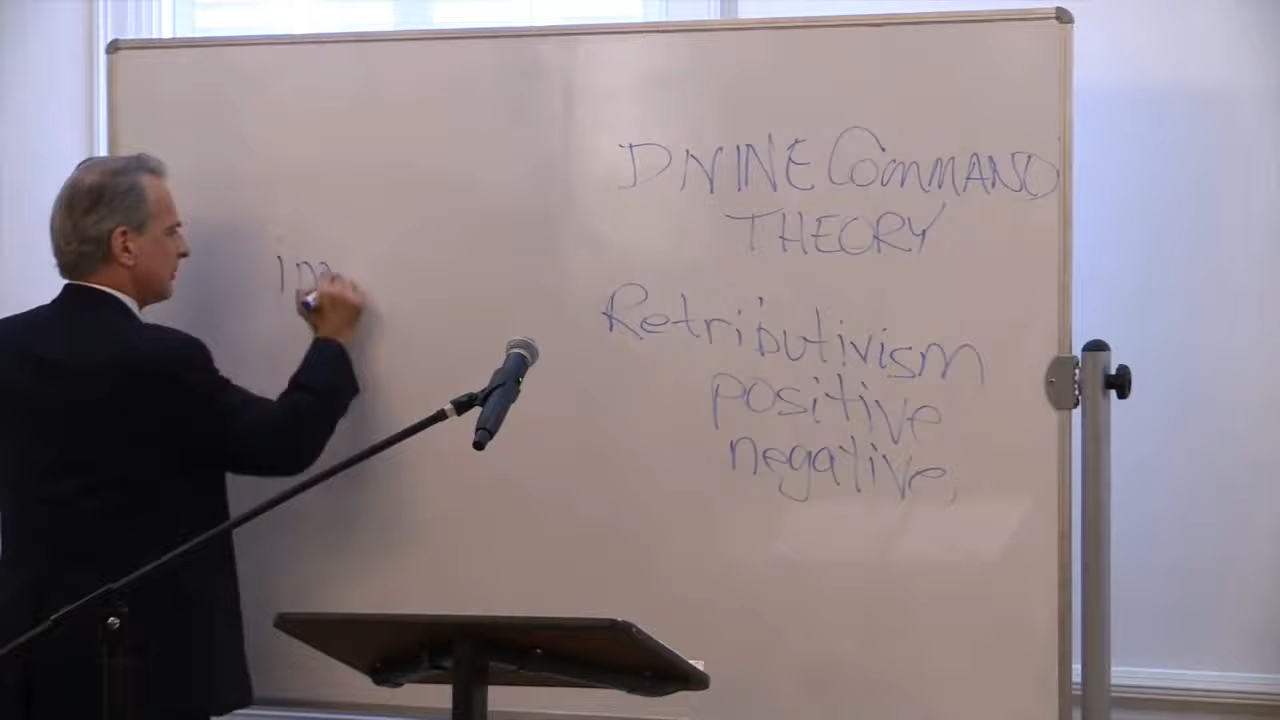 DIVINE COMMAND
THEORY
Retributivism
positive
negative,